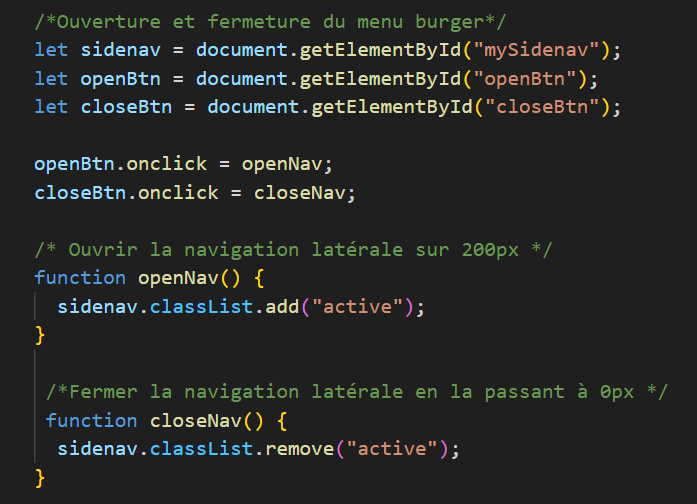 /*Ouverture et fermeture du menu burger*/
let sidenav = document.getElementById("mySidenav");
let openBtn = document.getElementById("openBtn");
let closeBtn = document.getElementById("closeBtn");
openBtn.onclick = openNav;
closeBtn.onclick = closeNav;
/* Ouvrir la navigation latérale sur 200px */
function openNav() {
sidenav.classList.add("active");
}
/*Fermer la navigation latérale en la passant à 0px */
function closeNav() {
sidenav.classList.remove("active");
}